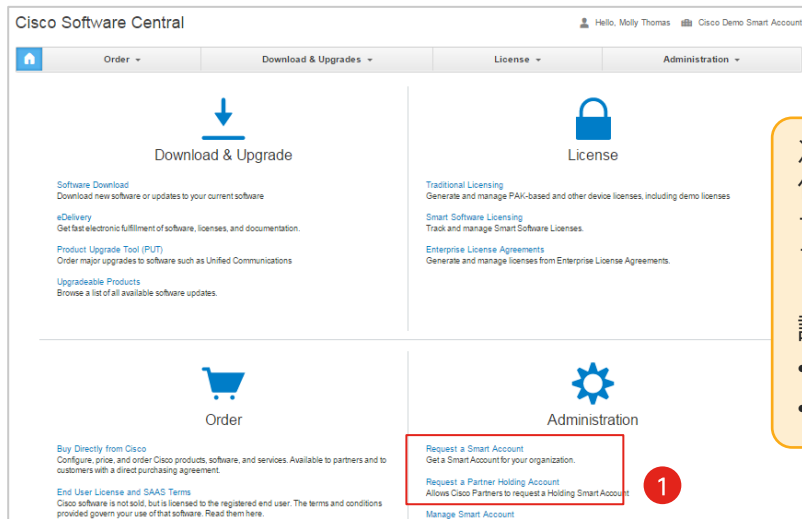 Cisco Software Central
Hello, Molly Thomas Cisco Demo Smart Account
Order Download & Upgrades License Administration
Download & Upgrade
Software Download
Download new software or updates to your current software
eDelivery
Get fast electronic fulfillment of software, licenses, and documentation.
Product Upgrade Tool (PUT)
Order major upgrades to software such as Unified Communications
Upgradeable Products
Browse a list of all available software updates.
License
Traditional Licensing
Generate and manage PAK-based and other device licenses, including demo licenses
Smart Software Licensing
Track and manage Smart Software Licenses.
Enterprise License Agreements
Generate and manage licenses from Enterprise License Agreements.
Order
Buy Directly from Cisco
Configure, price, and order Cisco products, software, and services. Available to partners and to
customers with a direct purchasing agreement.
End User License and SAAS Terms
Cisco software is not sold, but is licensed to the registered end user. The terms and conditions
provided govern your use of that software. Read them here.
Administration
Request a Smart Account
Get a Smart Account for your organization.
Request a Partner Holding Account
Allows Cisco Partners to request a Holding Smart Account
1
Manage Smart Account